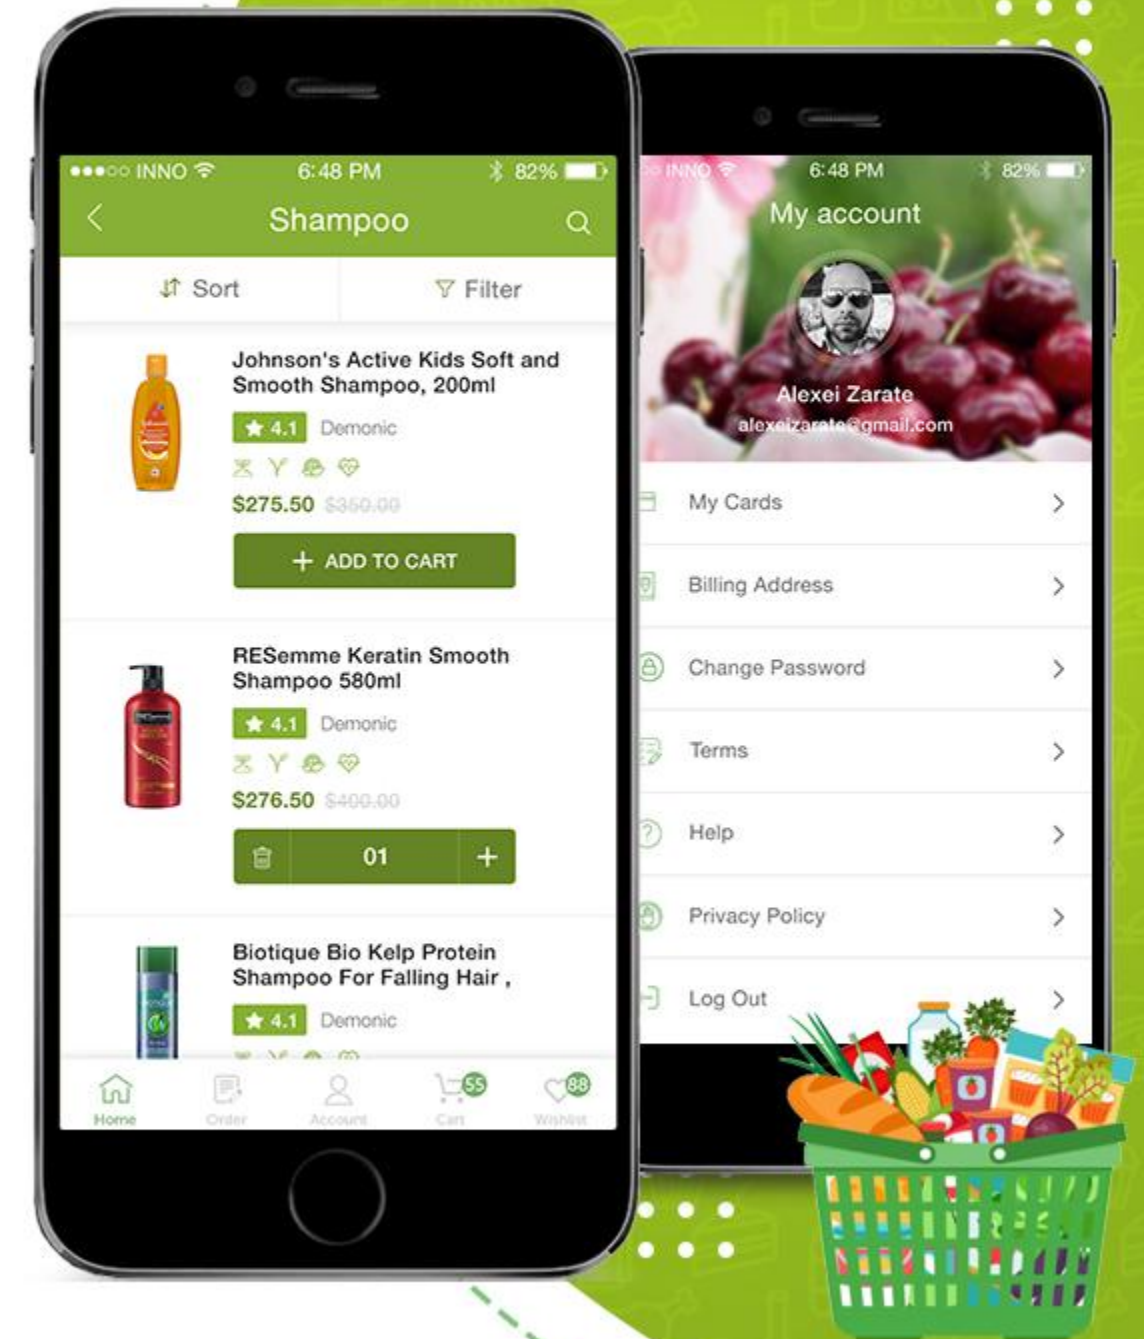 INNO
6:48 PM
82%
Shampoo
Sort
Filter
Johnson's Active Kids Soft and
Smooth Shampoo, 200ml
4.1 Demonic
$275.50 $350.00
+ ADD TO CART
RESemme Keratin Smooth
Shampoo 580ml
4.1 Demonic
$276.50 $400.00
01 +
Biotique Bio Kelp Protein
Shampoo For Falling Hair ,
4.1 Demonic
55
88
Home
Order
Account
Cart
Wishlist
INNO
6:48 PM
82%
My account
Alexei Zarate
alexeizarate@gmail.com
My Cards
Billing Address
Change Password
Terms
Help
Privacy Policy
Log Out